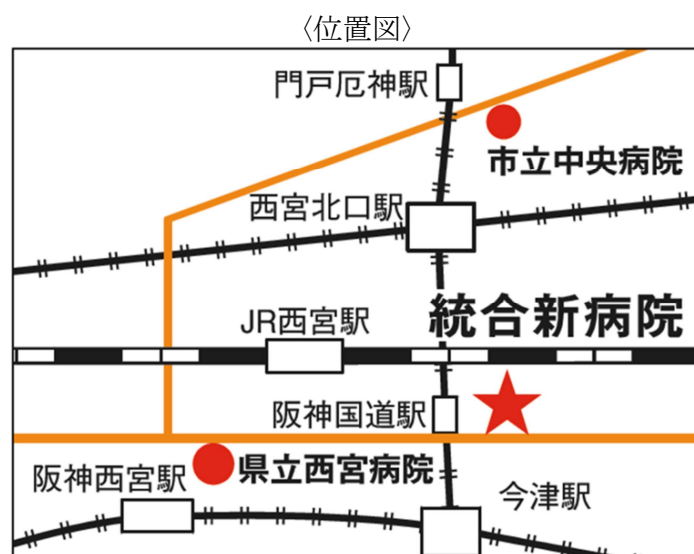 〈位置図〉
門戸厄神駅
市立中央病院
西宮北口駅
統合新病院
JR西宮駅
阪神国道駅
県立西宮病院
阪神西宮駅
今津駅